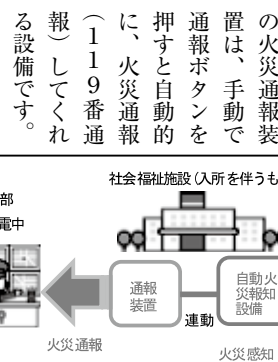 の火災通報装
置は、手動で
通報ボタンを
押すと自動的
に、火災通報
（１１９番通
報）してくれ
る設備です。
社会福祉施設（入所を伴うも
部
電中
通報
装置
連動
自動火
災報知
設備
火災通報
火災感知